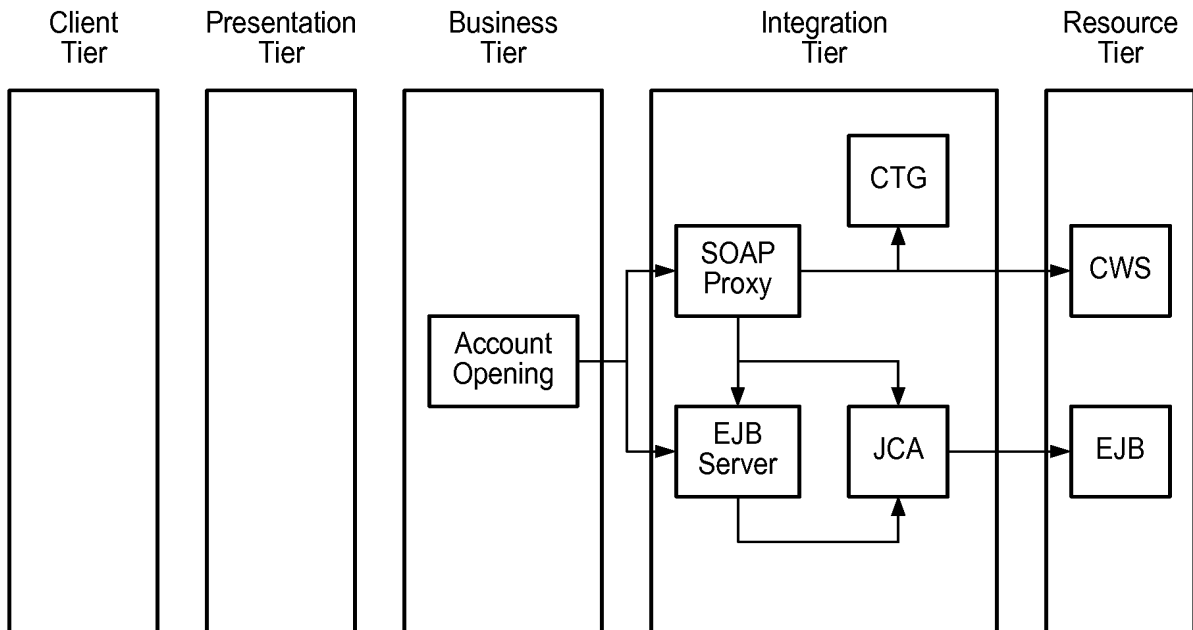 Client
Tier
Presentation
Tier
Business
Tier
Integration
Tier
Resource
Tier
CTG
SOAP
Proxy
CWS
Account
Opening
EJB
Server
JCA
EJB